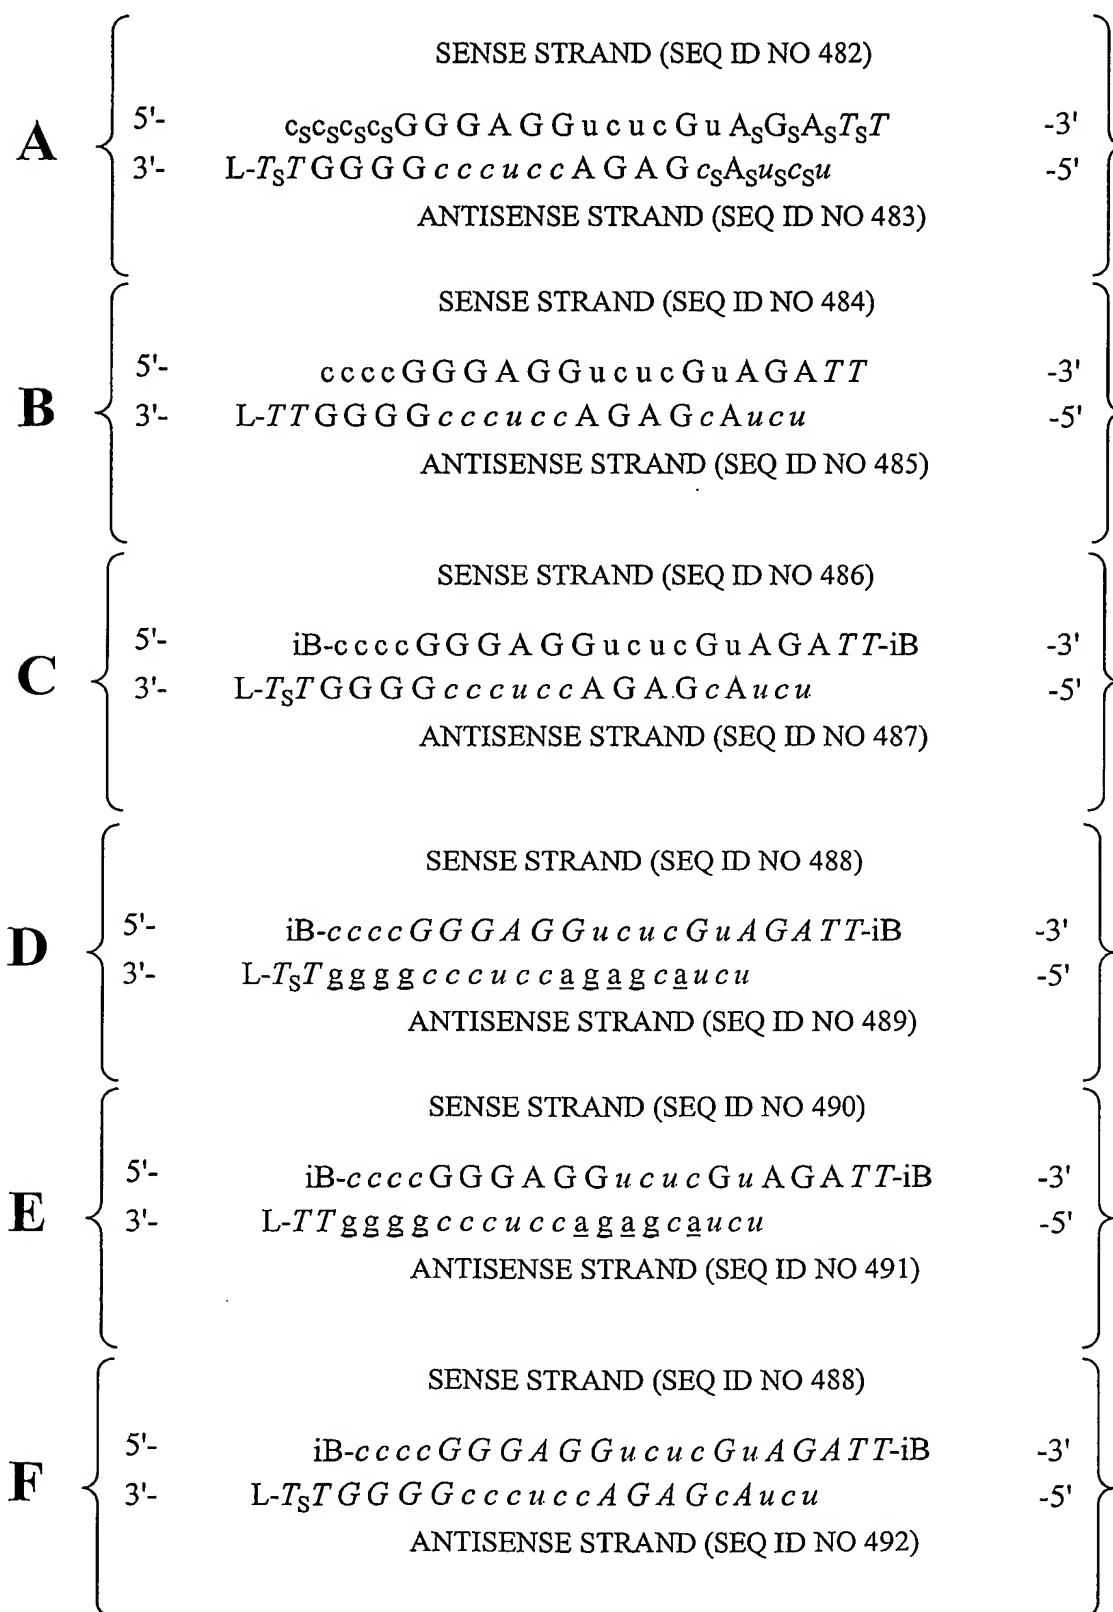 SENSE STRAND (SEQ ID NO 482)
A
5'- cScScScSGGGAGGucucGuASGSASTST -3'
3'- L-TSTGGGGcccuccAGAGcSASuScSu -5'
ANTISENSE STRAND (SEQ ID NO 483)
SENSE STRAND (SEQ ID NO 484)
B
5'- ccccGGGAGGucucGuAGATT -3'
3'- L-TTGGGGcccuccAGAGcAucu -5'
ANTISENSE STRAND (SEQ ID NO 485)
SENSE STRAND (SEQ ID NO 486)
C
5'- iB-ccccGGGAGGucucGuAGATT-iB -3'
3'- L-TSTGGGGcccuccAGAGcAucu -5'
ANTISENSE STRAND (SEQ ID NO 487)
SENSE STRAND (SEQ ID NO 488)
D
5'- iB-ccccGGGAGGucucGuAGATT-iB -3'
3'- L-TSTggggcccuccagagcaucu -5'
ANTISENSE STRAND (SEQ ID NO 489)
SENSE STRAND (SEQ ID NO 490)
E
5'- iB-ccccGGGAGGucucGuAGATT-iB -3'
3'- L-TTggggcccuccagagcaucu -5'
ANTISENSE STRAND (SEQ ID NO 491)
SENSE STRAND (SEQ ID NO 488)
F
5'- iB-ccccGGGAGGucucGuAGATT-iB -3'
3'- L-TSTGGGGcccuccAGAGcAucu -5'
ANTISENSE STRAND (SEQ ID NO 492)